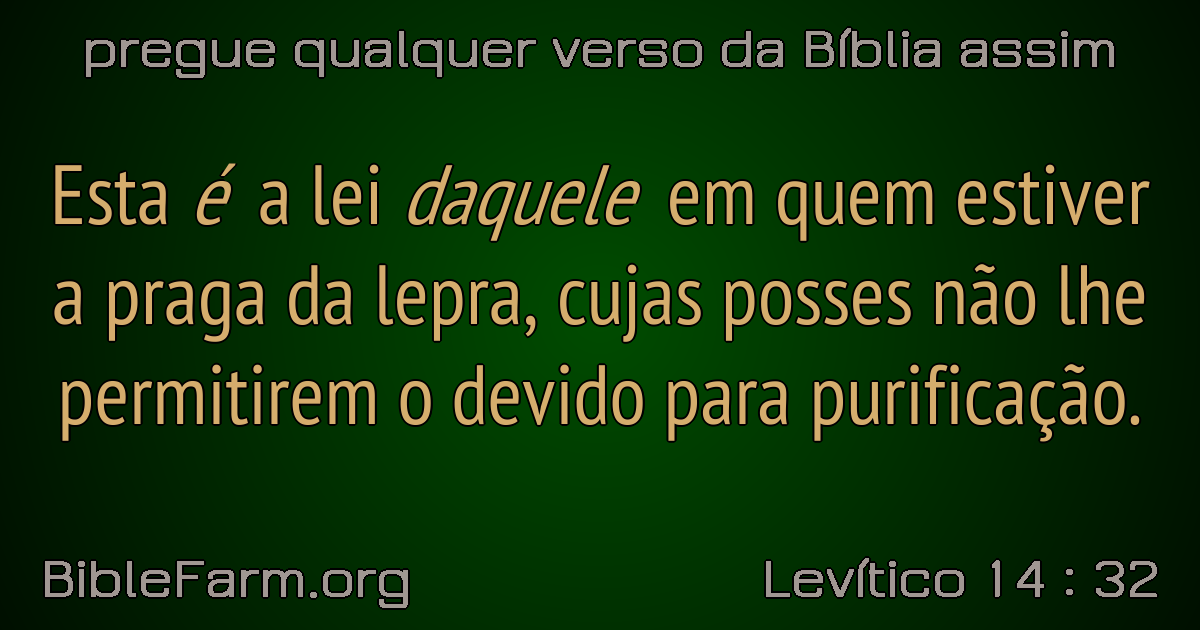 pregue qualquer verso da Bíblia assim
Esta é a lei daquele em quem estiver
a praga da lepra, cujas posses não lhe
permitirem o devido para purificação.
BibleFarm.org
Levítico 14 : 32